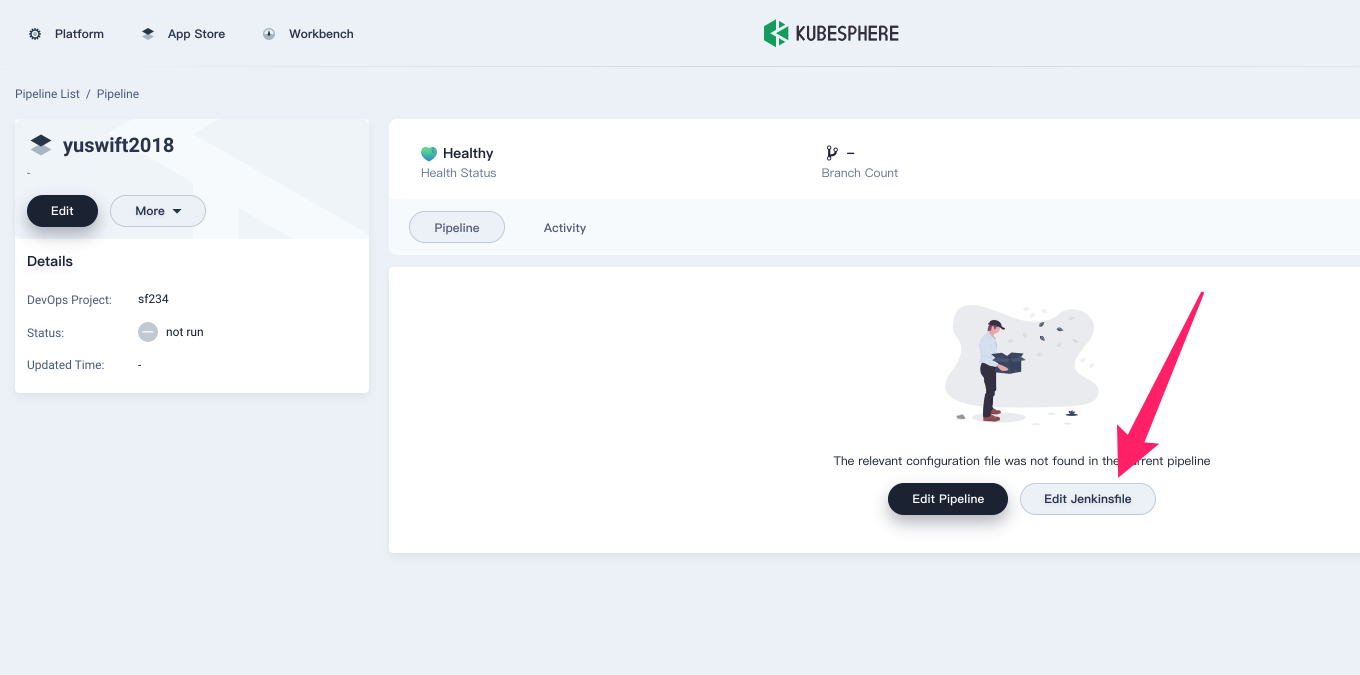 Platform App Store Workbench KUBESPHERE
Pipeline List / Pipeline
yuswift2018
-
Edit More
Details
DevOps Project: sf234
Status: not run
Updated Time: -
Healthy –
Health Status Branch Count
Pipeline Activity
The relevant configuration file was not found in the current pipeline
Edit Pipeline Edit Jenkinsfile